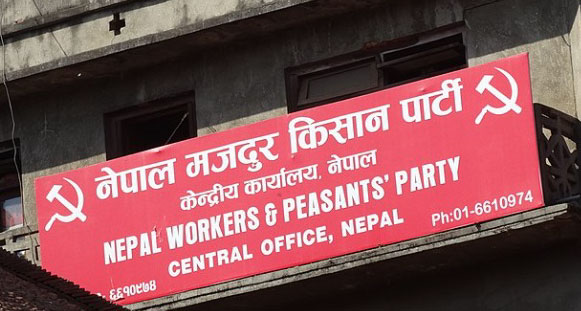 नेपाल मजदुर किसान पार्टी
केन्द्रीय कार्यालय, नेपाल
NEPAL WORKERS & PEASANTS' PARTY
CENTRAL OFFICE, NEPAL
Ph:01-6610974
६६१०९७४